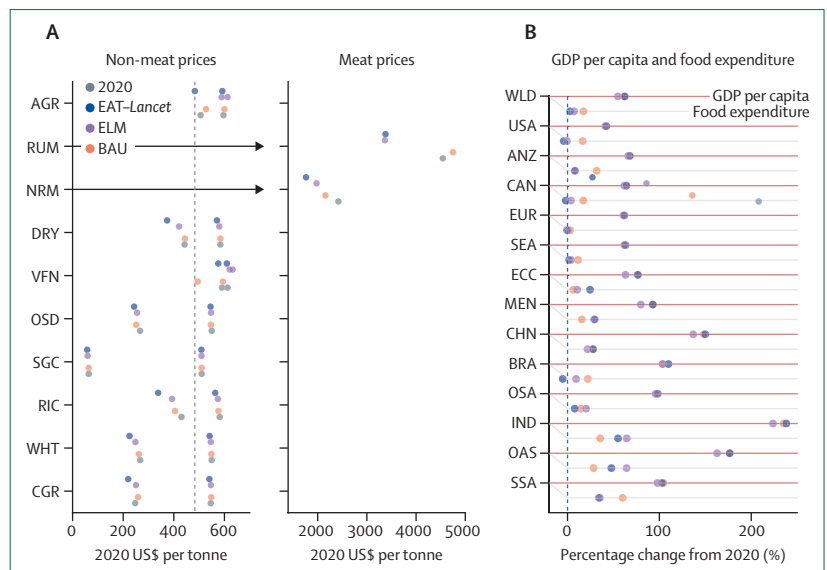 A
Non-meat prices
Meat prices
2020
EAT–Lancet
ELM
BAU
AGR
RUM
NRM
DRY
VFN
OSD
SGC
RIC
WHT
CGR
0 200 400 600
2020 US$ per tonne
2000 3000 4000 5000
2020 US$ per tonne
B
GDP per capita and food expenditure
GDP per capita
Food expenditure
WLD
USA
ANZ
CAN
EUR
SEA
ECC
MEN
CHN
BRA
OSA
IND
OAS
SSA
0 100 200
Percentage change from 2020 (%)